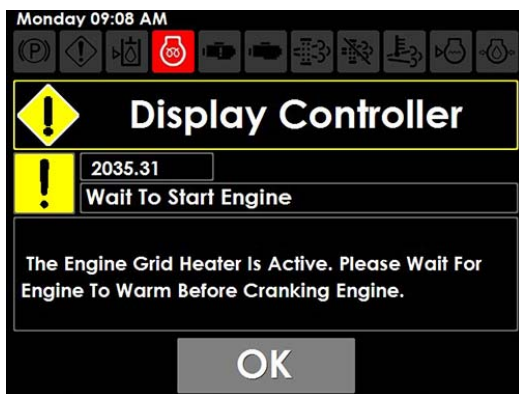 Monday 09:08 AM
(P)
Display Controller
2035.31
Wait To Start Engine
The Engine Grid Heater Is Active. Please Wait For
Engine To Warm Before Cranking Engine.
OK